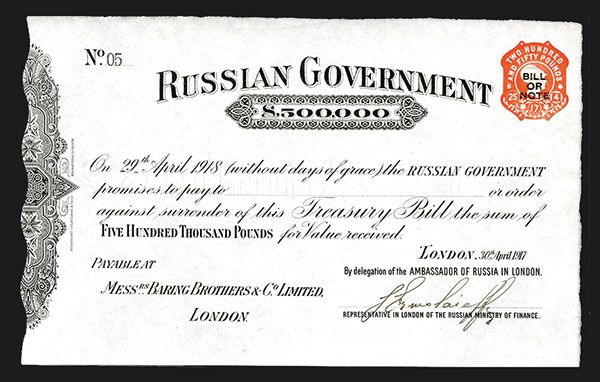 No. 05
RUSSIAN GOVERNMENT
£.500,000
TWO HUNDRED
AND FIFTY POUNDS
BILL
OR
NOTE
25 4
17
On 29th April 1918 (without days of grace) the RUSSIAN GOVERNMENT
promises to pay to or order
against surrender of this Treasury Bill the sum of
FIVE HUNDRED THOUSAND POUNDS for Value received.
LONDON, 30th April 1917
By delegation of the AMBASSADOR OF RUSSIA IN LONDON.
PAYABLE AT
MESSRS BARING BROTHERS & CO LIMITED,
LONDON.
REPRESENTATIVE IN LONDON OF THE RUSSIAN MINISTRY OF FINANCE.